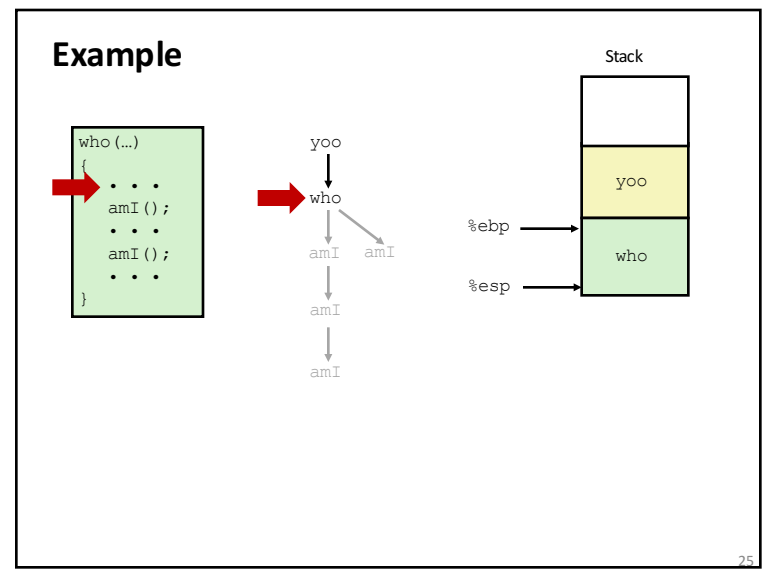 Example
Stack
who(…)
{
• • •
amI();
• • •
amI();
• • •
}
yoo
who
amI amI
amI
amI
yoo
%ebp
who
%esp
25